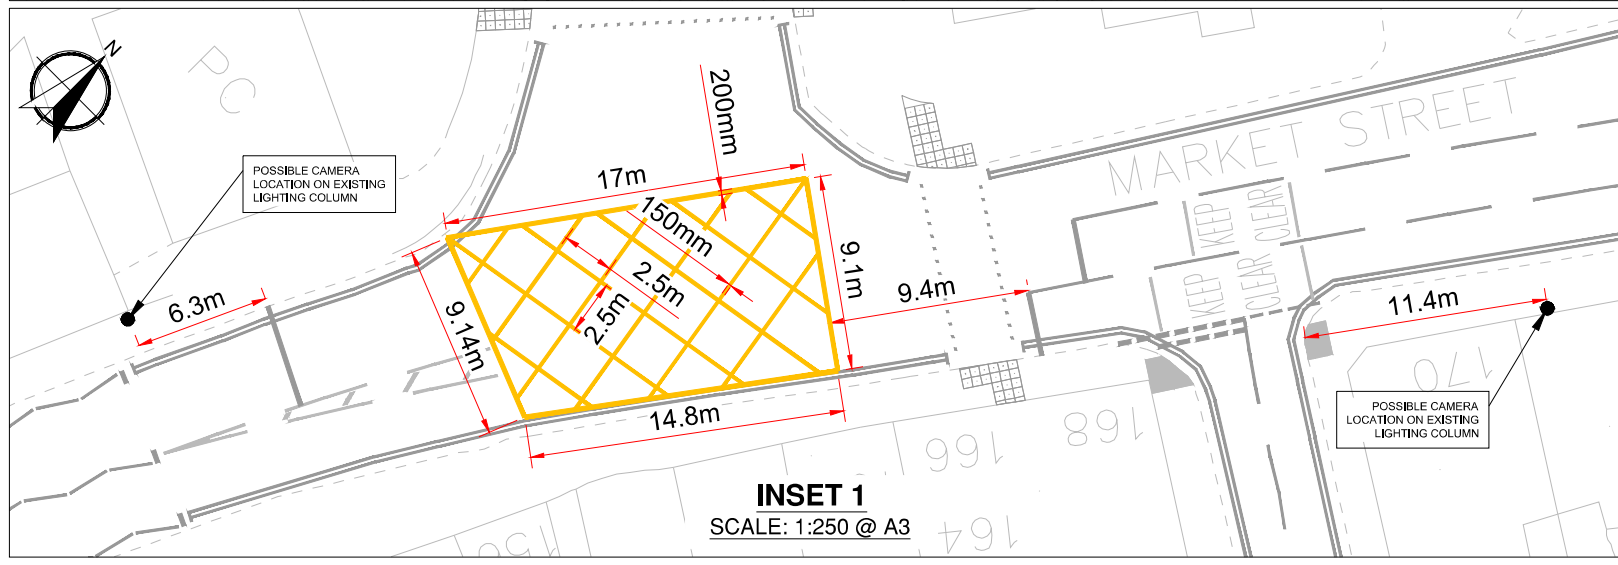 N
PC
POSSIBLE CAMERA
LOCATION ON EXISTING
LIGHTING COLUMN
200mm
MARKET STREET
17m
150mm
KEEP
CLEAR
KEEP
CLEAR
9.1m
2.5m
2.5m
9.4m
6.3m
11.4m
9.14m
170
14.8m
POSSIBLE CAMERA
LOCATION ON EXISTING
LIGHTING COLUMN
168
166
INSET 1
SCALE: 1:250 @ A3
164